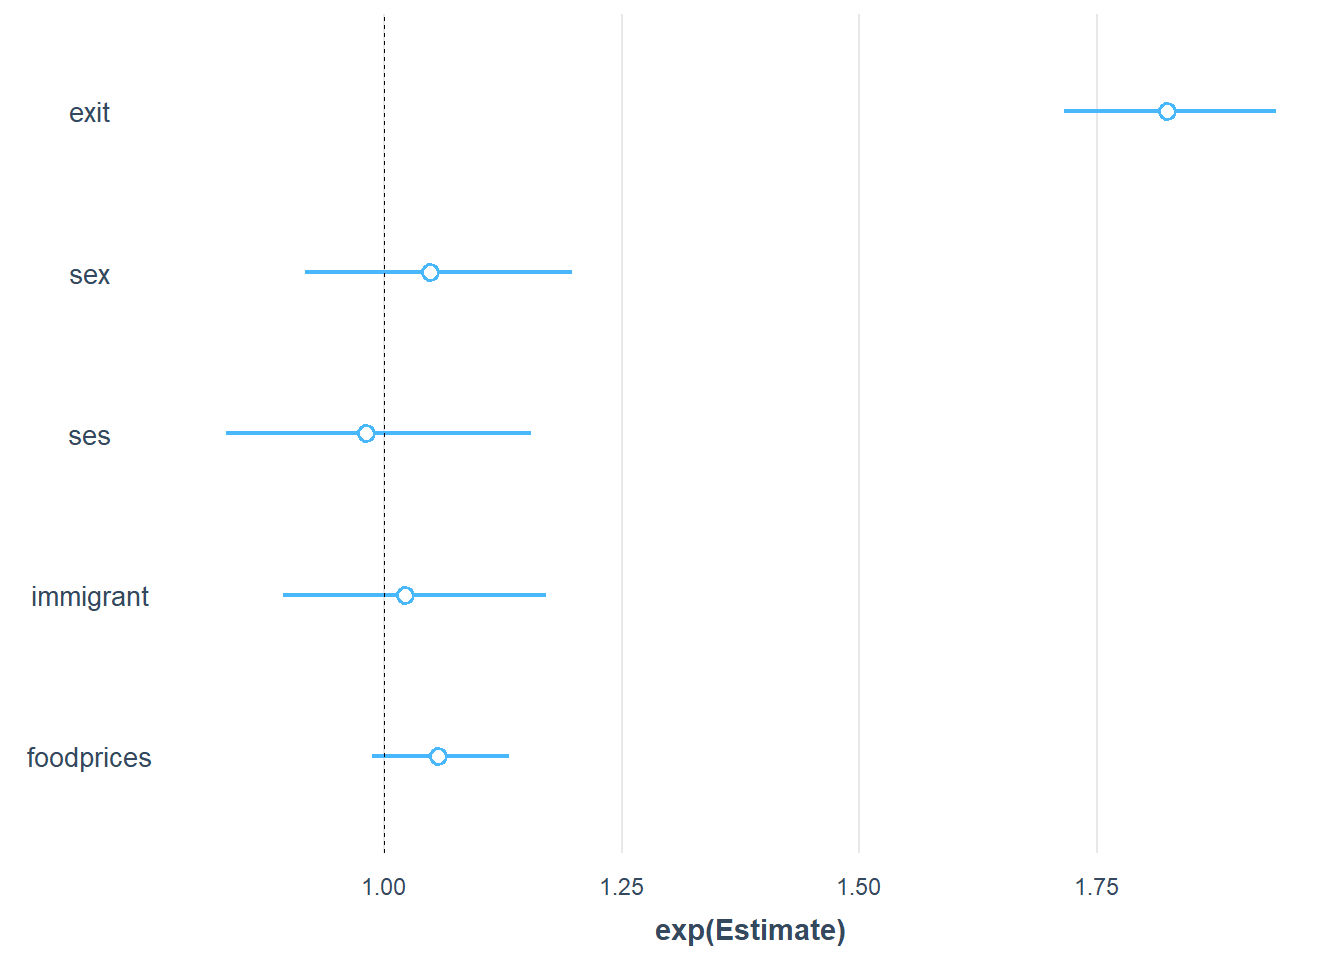 exit
sex
ses
immigrant
foodprices
1.00 1.25 1.50 1.75
exp(Estimate)